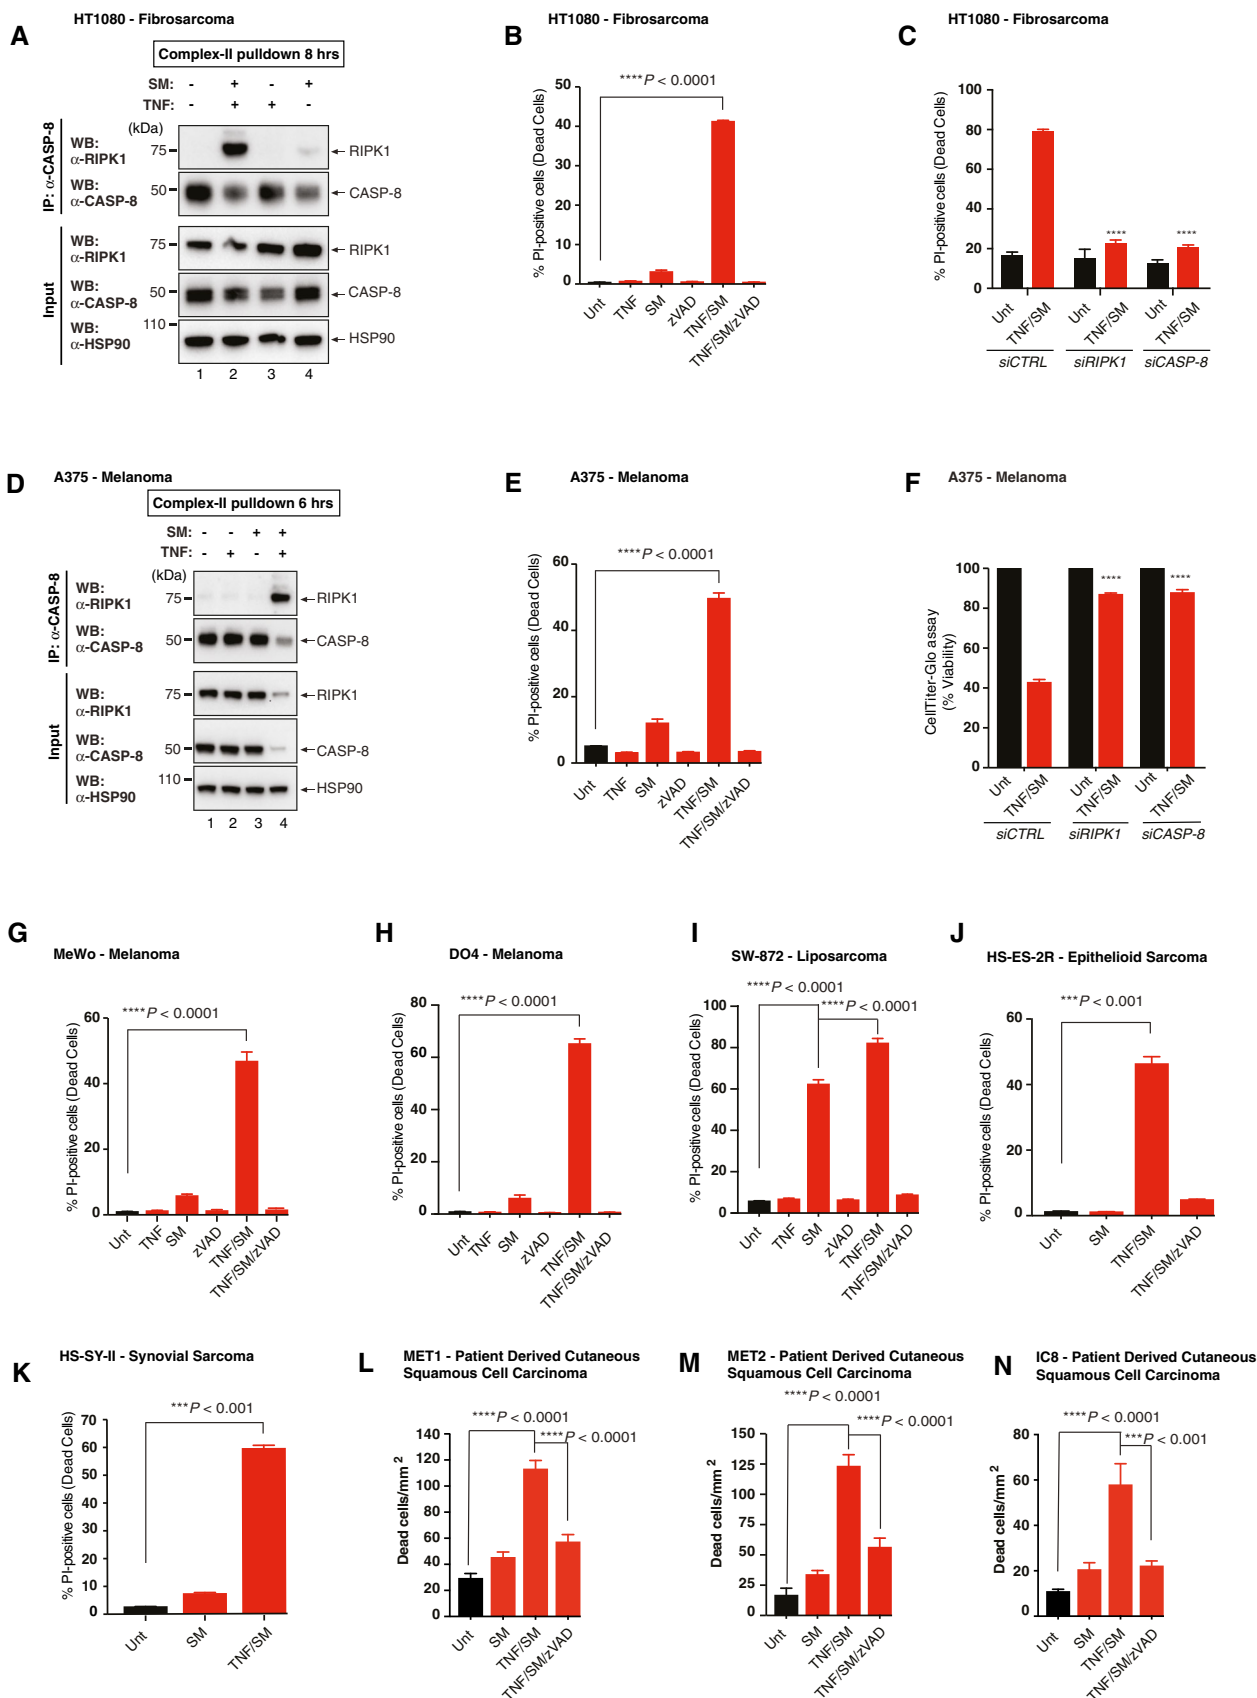 A
HT1080 - Fibrosarcoma
Complex-II pulldown 8 hrs
SM: - + - +
TNF: - + + -
(kDa)
IP: α-CASP-8
WB:
α-RIPK1
75
RIPK1
WB:
α-CASP-8
50
CASP-8
Input
WB:
α-RIPK1
75
RIPK1
WB:
α-CASP-8
50
CASP-8
110
WB:
α-HSP90
HSP90
1 2 3 4
B
HT1080 - Fibrosarcoma
****P < 0.0001
% PI-positive cells (Dead Cells)
50
40
30
20
10
0
Unt
TNF
SM
zVAD
TNF/SM
TNF/SM/zVAD
C
HT1080 - Fibrosarcoma
% PI-positive cells (Dead Cells)
100
80
60
40
20
0
**** ****
Unt
TNF/SM
Unt
TNF/SM
Unt
TNF/SM
siCTRL siRIPK1 siCASP-8
D
A375 - Melanoma
Complex-II pulldown 6 hrs
SM: - - + +
TNF: - + - +
(kDa)
IP: α-CASP-8
WB:
α-RIPK1
75
RIPK1
WB:
α-CASP-8
50
CASP-8
Input
WB:
α-RIPK1
75
RIPK1
WB:
α-CASP-8
50
CASP-8
110
WB:
α-HSP90
HSP90
1 2 3 4
E
A375 - Melanoma
****P < 0.0001
% PI-positive cells (Dead Cells)
60
40
20
0
Unt
TNF
SM
zVAD
TNF/SM
TNF/SM/zVAD
F
A375 - Melanoma
CellTiter-Glo assay
(% Viability)
100
80
60
40
20
0
**** ****
Unt
TNF/SM
Unt
TNF/SM
Unt
TNF/SM
siCTRL siRIPK1 siCASP-8
G
MeWo - Melanoma
****P < 0.0001
% PI-positive cells (Dead Cells)
60
40
20
0
Unt
TNF
SM
zVAD
TNF/SM
TNF/SM/zVAD
H
DO4 - Melanoma
****P < 0.0001
% PI-positive cells (Dead Cells)
80
60
40
20
0
Unt
TNF
SM
zVAD
TNF/SM
TNF/SM/zVAD
I
SW-872 - Liposarcoma
****P < 0.0001
****P < 0.0001
% PI-positive cells (Dead Cells)
100
80
60
40
20
0
Unt
TNF
SM
zVAD
TNF/SM
TNF/SM/zVAD
J
HS-ES-2R - Epithelioid Sarcoma
***P < 0.001
% PI-positive cells (Dead Cells)
60
40
20
0
Unt
SM
TNF/SM
TNF/SM/zVAD
K
HS-SY-II - Synovial Sarcoma
***P < 0.001
% PI-positive cells (Dead Cells)
70
60
50
40
30
20
10
0
Unt
SM
TNF/SM
L
MET1 - Patient Derived Cutaneous
Squamous Cell Carcinoma
****P < 0.0001
****P < 0.0001
Dead cells/mm 2
140
120
100
80
60
40
20
0
Unt
SM
TNF/SM
TNF/SM/zVAD
M
MET2 - Patient Derived Cutaneous
Squamous Cell Carcinoma
****P < 0.0001
****P < 0.0001
Dead cells/mm 2
150
125
100
75
50
25
0
Unt
SM
TNF/SM
TNF/SM/zVAD
N
IC8 - Patient Derived Cutaneous
Squamous Cell Carcinoma
****P < 0.0001
***P < 0.001
Dead cells/mm 2
80
60
40
20
0
Unt
SM
TNF/SM
TNF/SM/zVAD